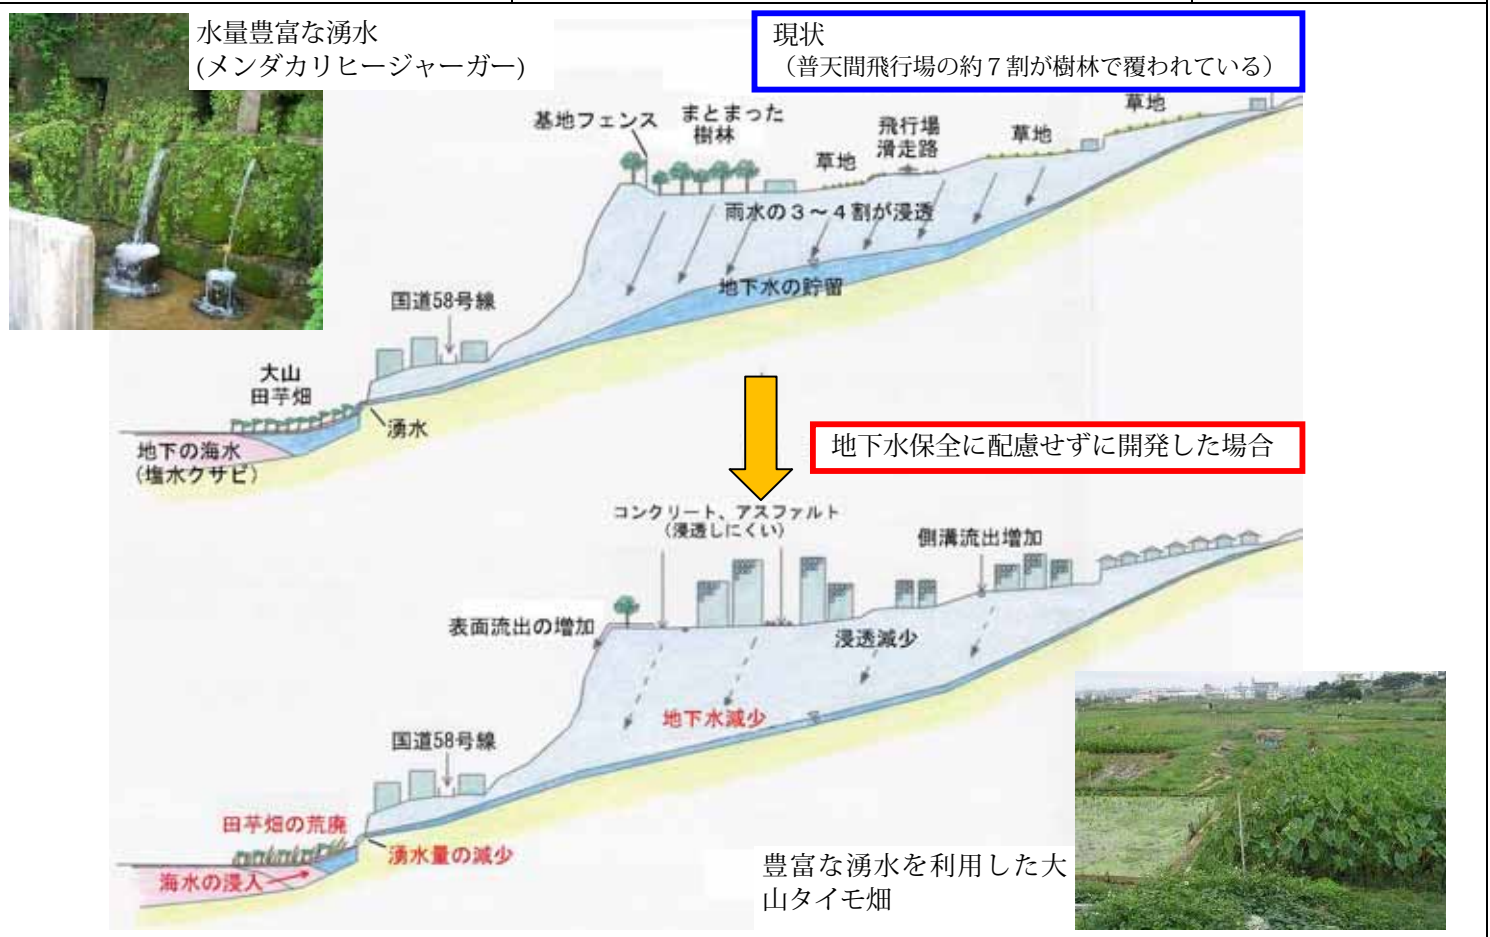 水量豊富な湧水
(メンダカリヒージャーガー)
現状
（普天間飛行場の約７割が樹林で覆われている）
基地フェンス
まとまった
樹林
草地
飛行場
滑走路
草地
草地
雨水の３～４割が浸透
地下水の貯留
国道58号線
大山
田芋畑
湧水
地下の海水
（塩水クサビ）
地下水保全に配慮せずに開発した場合
コンクリート、アスファルト
（浸透しにくい）
側溝流出増加
表面流出の増加
浸透減少
地下水減少
国道58号線
田芋畑の荒廃
湧水量の減少
海水の浸入
豊富な湧水を利用した大
山タイモ畑